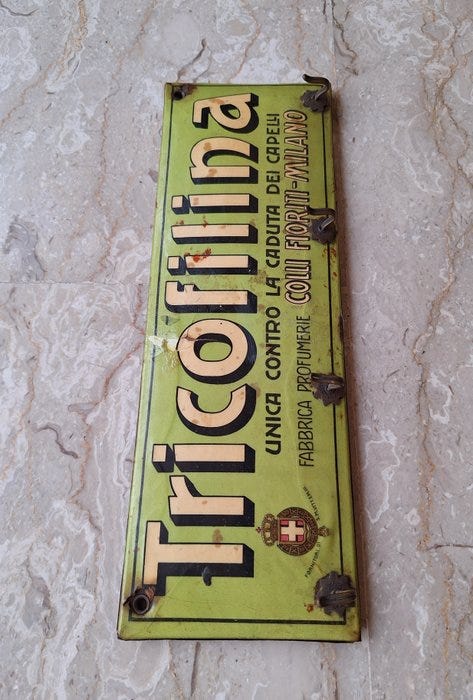 Tricofilina
UNICA CONTRO LA CADUTA DEI CAPELLI
FABBRICA PROFUMERIE COLLI FIORITI-MILANO